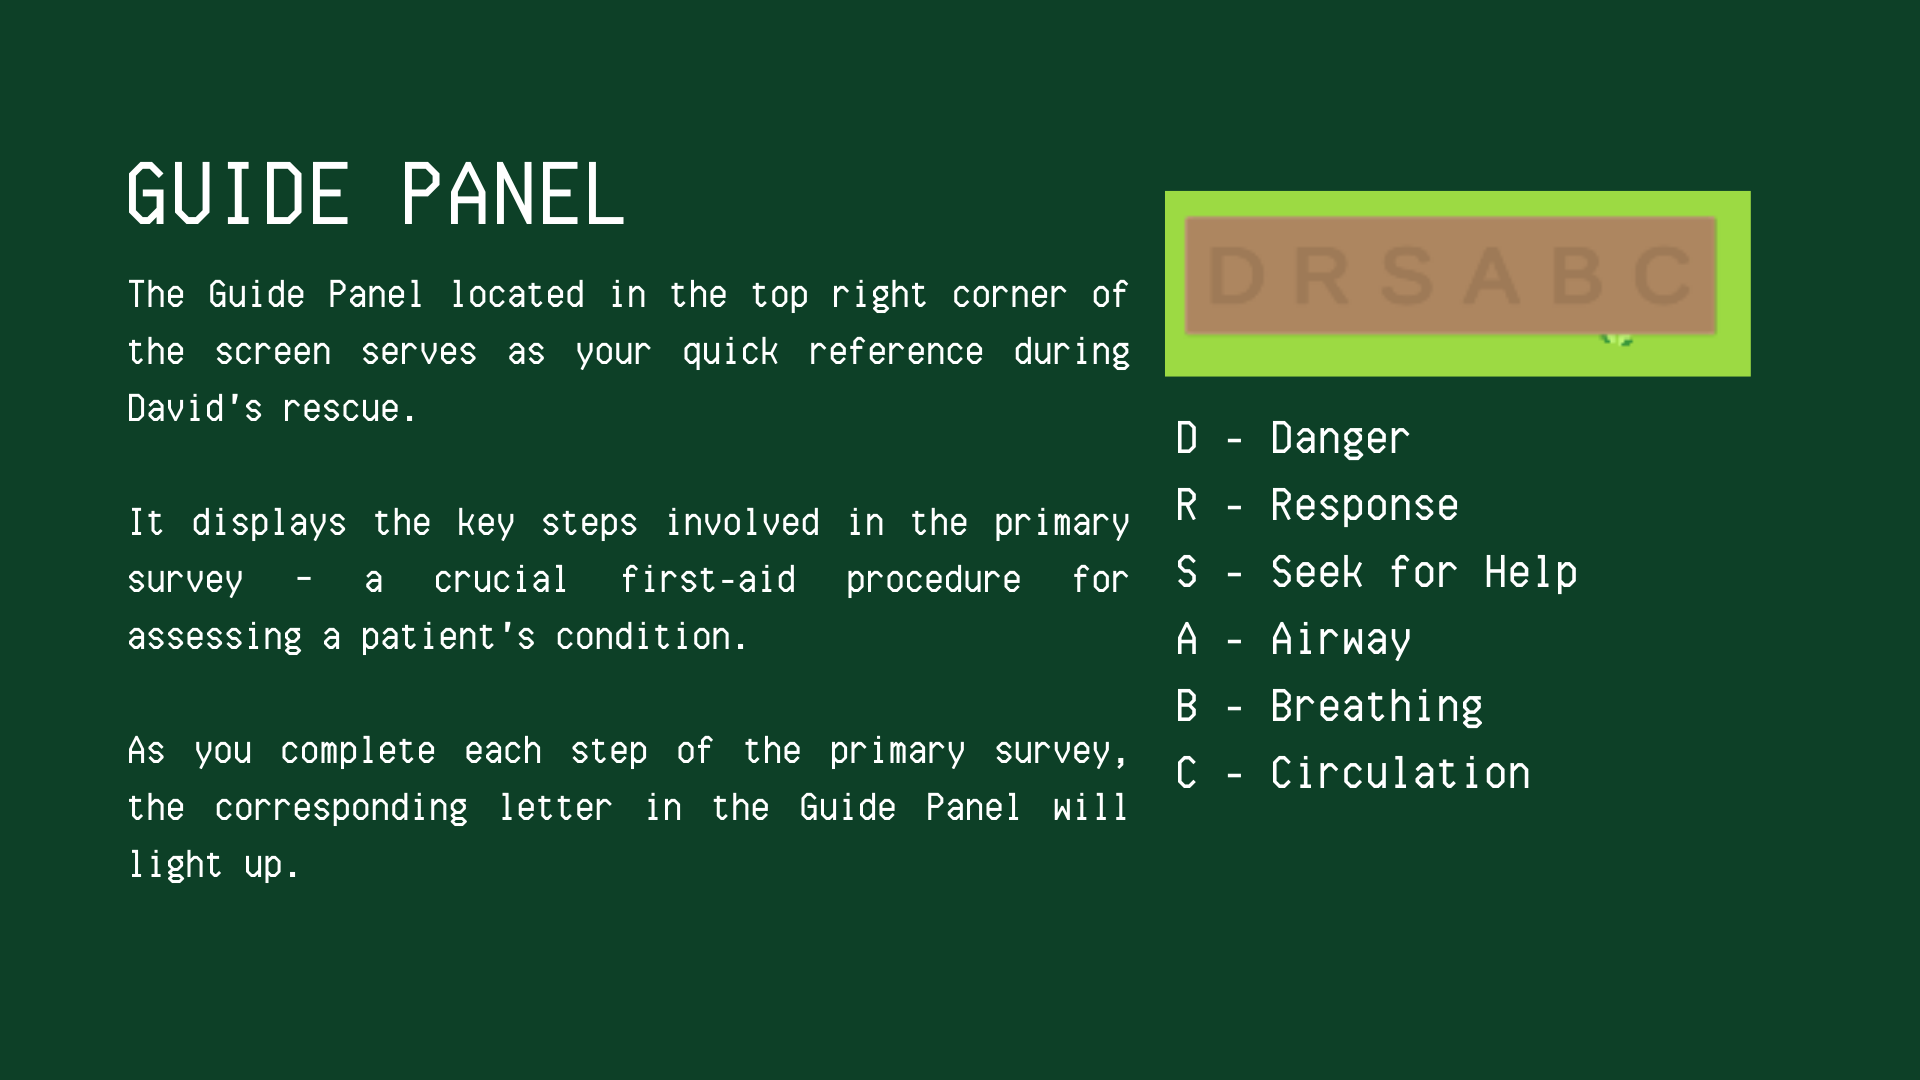 GUIDE PANEL
The Guide Panel located in the top right corner of
the screen serves as your quick reference during
David's rescue.
It displays the key steps involved in the primary
survey - a crucial first-aid procedure for
assessing a patient's condition.
As you complete each step of the primary survey,
the corresponding letter in the Guide Panel will
light up.
D R S A B C
D - Danger
R - Response
S - Seek for Help
A - Airway
B - Breathing
C - Circulation